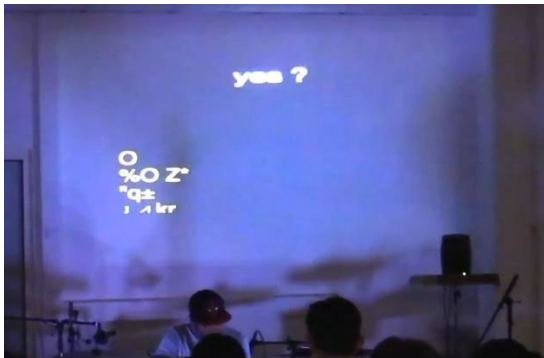 yes ?
O
%O Z*
"q±